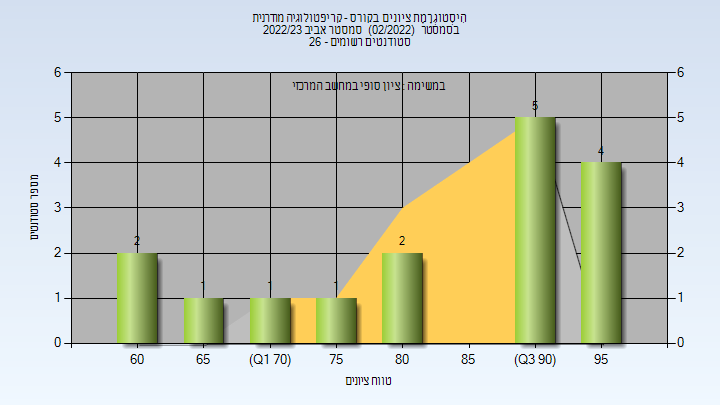 היסטוגרמת ציונים בקורס - קריפטולוגיה מודרנית
בסמסטר (02/2022) סמסטר אביב 2022/23
סטודנטים רשומים - 26
במשימה : ציון סופי במחשב המרכזי
מספר סטודנטים
6 6
5 5 5
4 4 4
3 3
2 2 2 2
1 1 1 1 1
0 0
60 65 (Q1 70) 75 80 85 (Q3 90) 95
טווח ציונים